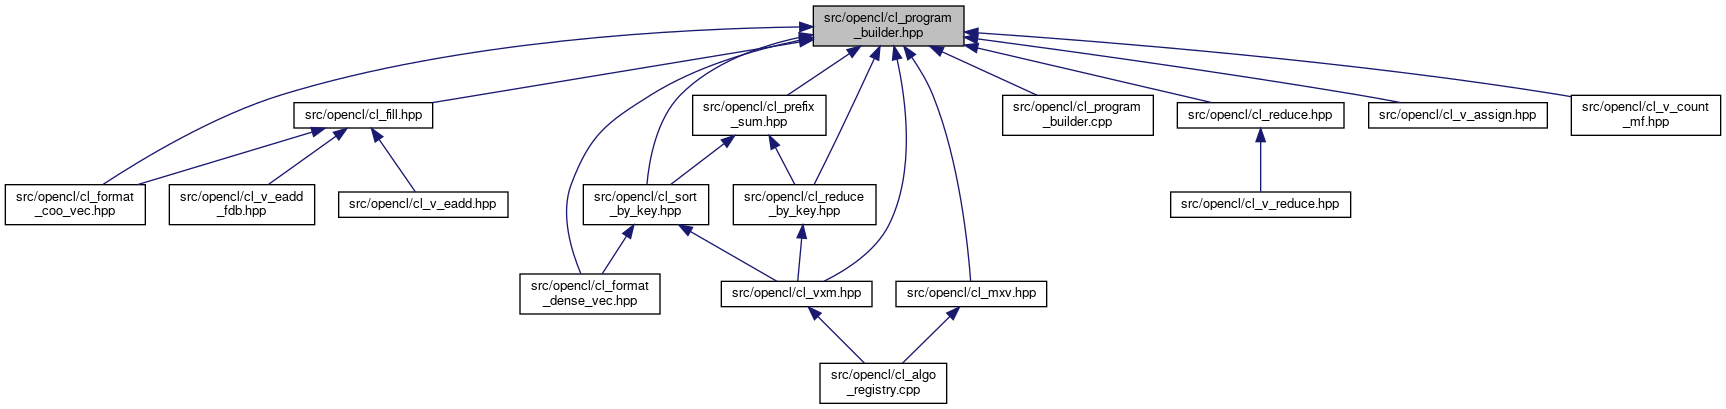 src/opencl/cl_program
_builder.hpp
src/opencl/cl_fill.hpp
src/opencl/cl_prefix
_sum.hpp
src/opencl/cl_program
_builder.cpp
src/opencl/cl_reduce.hpp
src/opencl/cl_v_assign.hpp
src/opencl/cl_v_count
_mf.hpp
src/opencl/cl_format
_coo_vec.hpp
src/opencl/cl_v_eadd
_fdb.hpp
src/opencl/cl_v_eadd.hpp
src/opencl/cl_sort
_by_key.hpp
src/opencl/cl_reduce
_by_key.hpp
src/opencl/cl_v_reduce.hpp
src/opencl/cl_format
_dense_vec.hpp
src/opencl/cl_vxm.hpp
src/opencl/cl_mxv.hpp
src/opencl/cl_algo
_registry.cpp